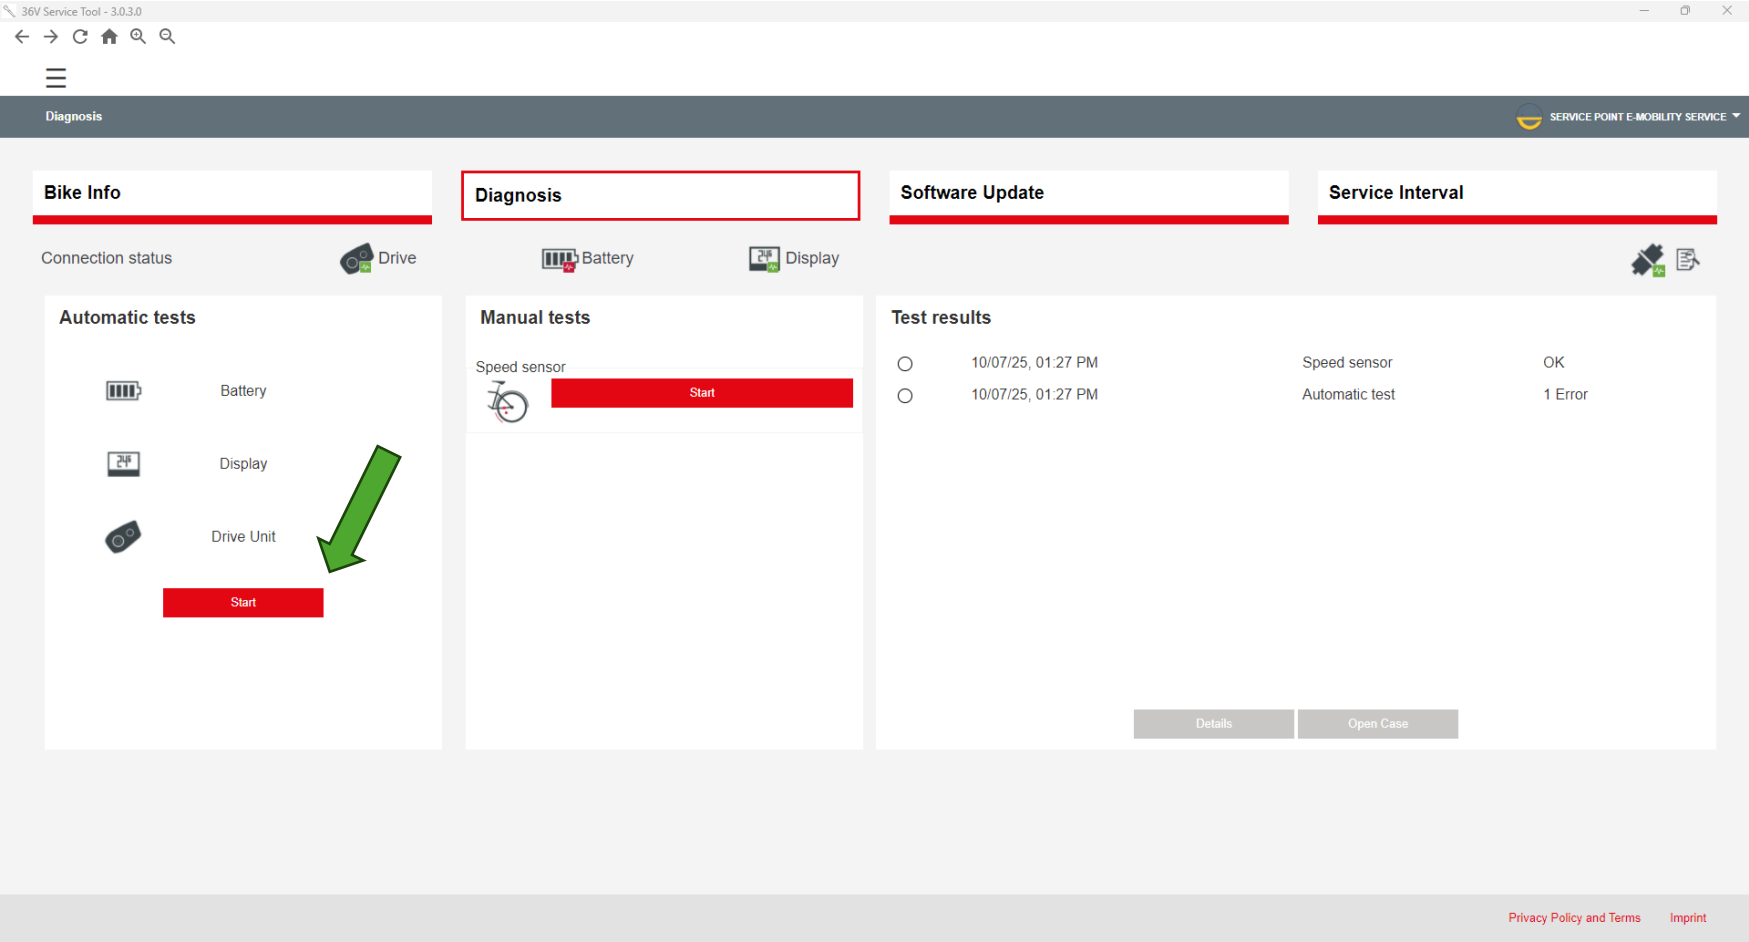 36V Service Tool - 3.0.3.0
Diagnosis
SERVICE POINT E-MOBILITY SERVICE
Bike Info
Diagnosis
Software Update
Service Interval
Connection status
Drive
Battery
Display
Automatic tests
Battery
Display
Drive Unit
Start
Manual tests
Speed sensor
Start
Test results
10/07/25, 01:27 PM Speed sensor OK
10/07/25, 01:27 PM Automatic test 1 Error
Details
Open Case
Privacy Policy and Terms
Imprint